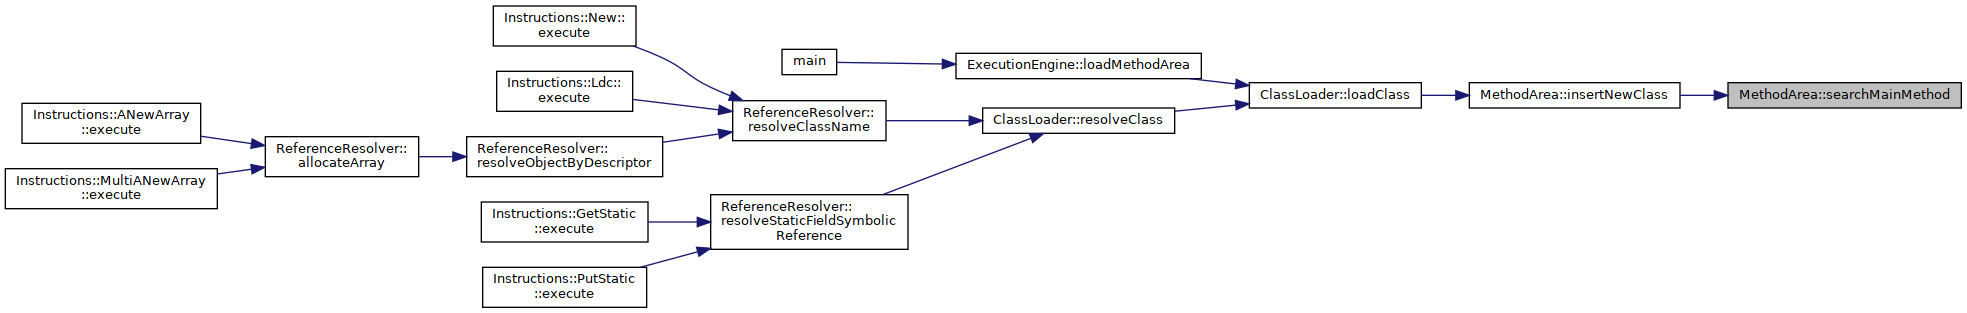 Instructions::New::
execute
main
ExecutionEngine::loadMethodArea
Instructions::Ldc::
execute
ClassLoader::loadClass
MethodArea::insertNewClass
MethodArea::searchMainMethod
Instructions::ANewArray
::execute
ReferenceResolver::
resolveClassName
ClassLoader::resolveClass
ReferenceResolver::
allocateArray
ReferenceResolver::
resolveObjectByDescriptor
Instructions::MultiANewArray
::execute
Instructions::GetStatic
::execute
ReferenceResolver::
resolveStaticFieldSymbolic
Reference
Instructions::PutStatic
::execute